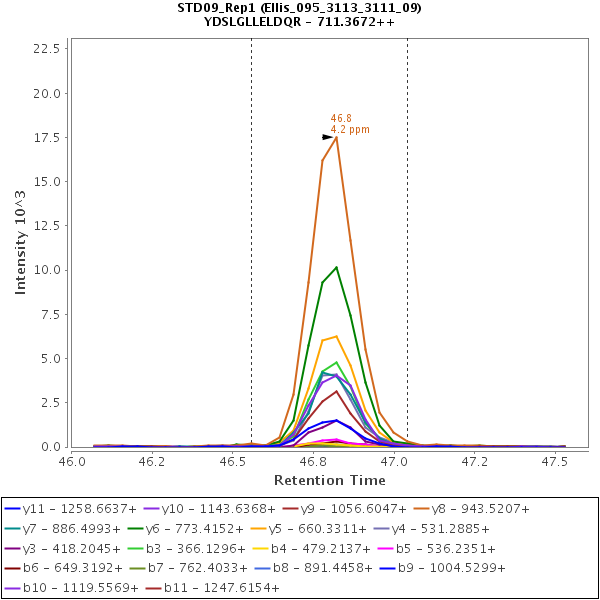 STD09_Rep1 (Ellis_095_3113_3111_09)
YDSLGLLELDQR - 711.3672++
22.5
20.0
17.5
15.0
12.5
10.0
7.5
5.0
2.5
0.0
Intensity 10^3
46.8
4.2 ppm
46.0 46.2 46.5 46.8 47.0 47.2 47.5
Retention Time
y11 - 1258.6637+ y10 - 1143.6368+ y9 - 1056.6047+ y8 - 943.5207+
y7 - 886.4993+ y6 - 773.4152+ y5 - 660.3311+ y4 - 531.2885+
y3 - 418.2045+ b3 - 366.1296+ b4 - 479.2137+ b5 - 536.2351+
b6 - 649.3192+ b7 - 762.4033+ b8 - 891.4458+ b9 - 1004.5299+
b10 - 1119.5569+ b11 - 1247.6154+